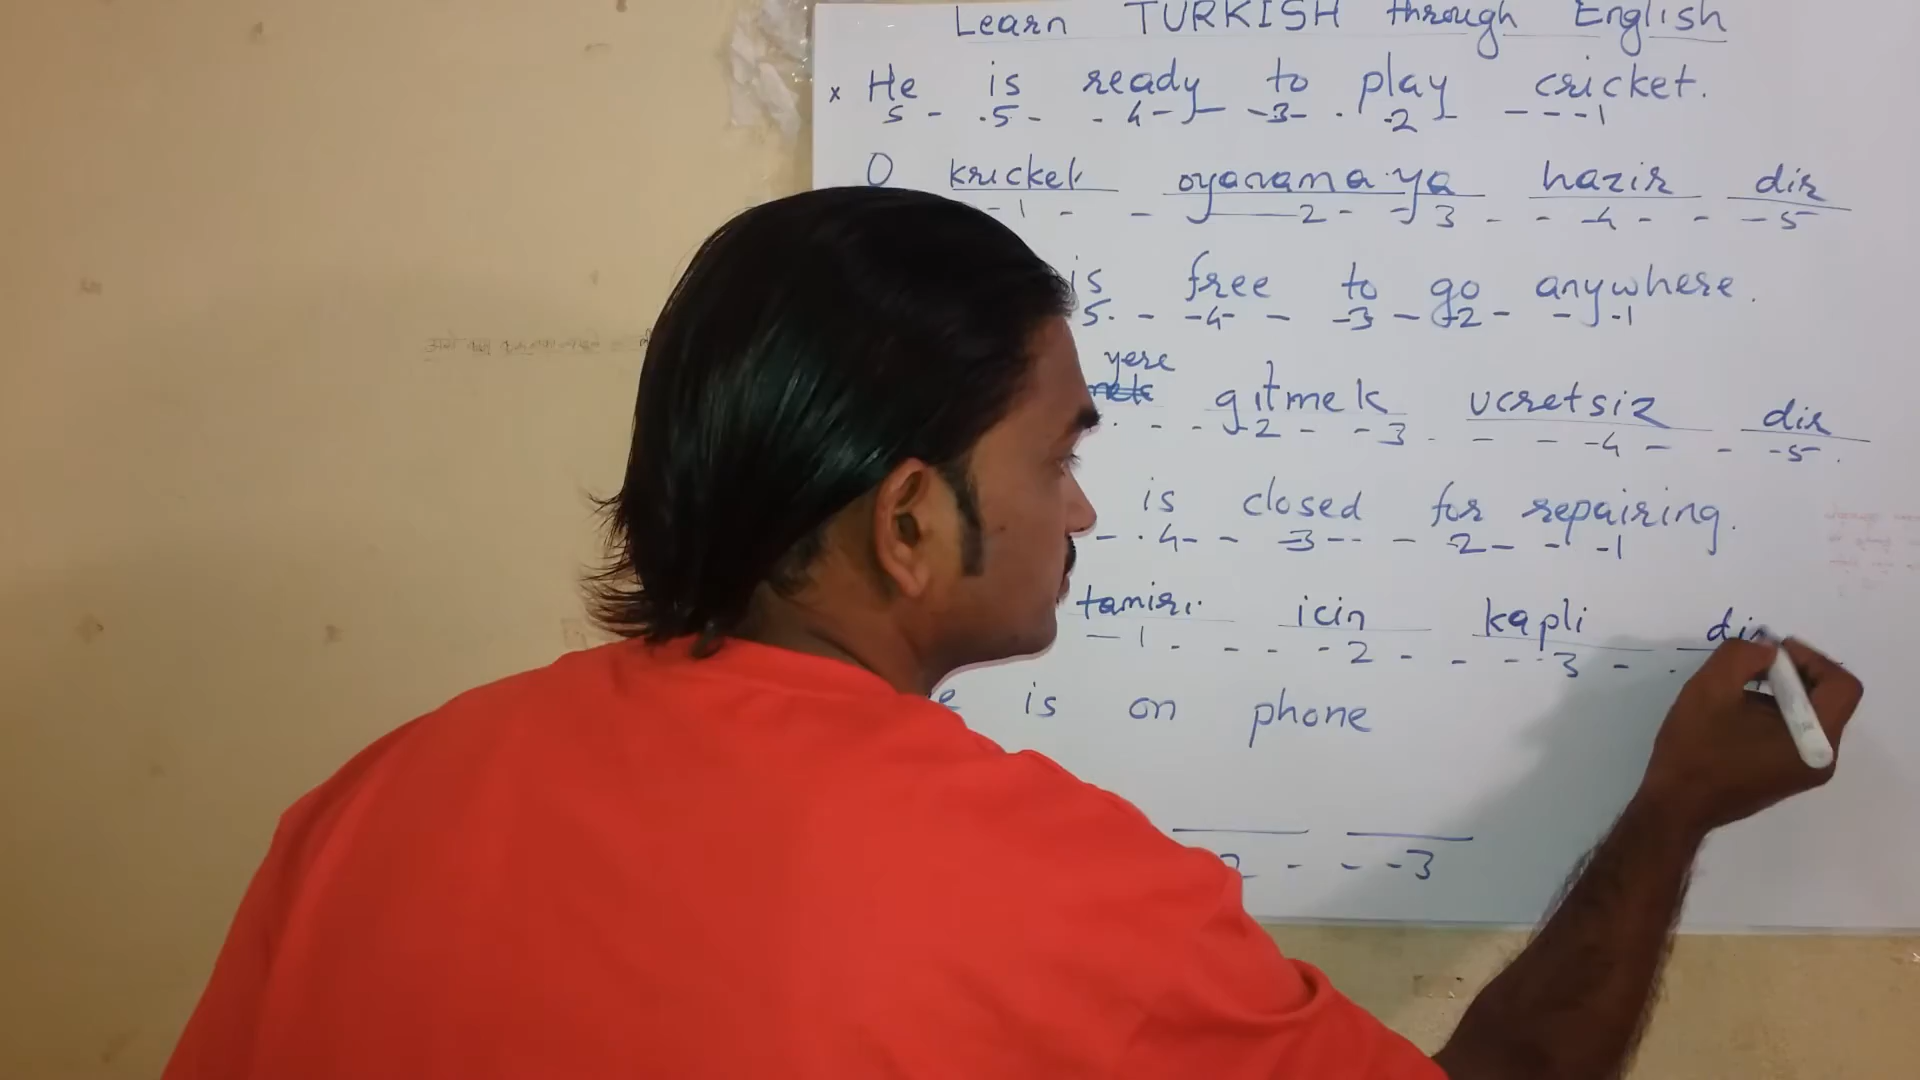 Learn TURKISH through English
x He is ready to play cricket.
5 - .5 - - 4 - -3- . -2 - - - -1
O kricket oyanamaya hazir dir
-1 - - 2 - - 3 - - -4 - - -5
is free to go anywhere.
5. - -4- - -3 - -2 - - -1
yere
gitmek ucretsiz dir
- - -2 - -3 - - - -4 - - -5 .
is closed for repairing.
- . 4- - -3-- - -2 - - -1
tamiri icin kapli dir
- 1 - - - -2 - - - -3 - .
is on phone
2 - - -3